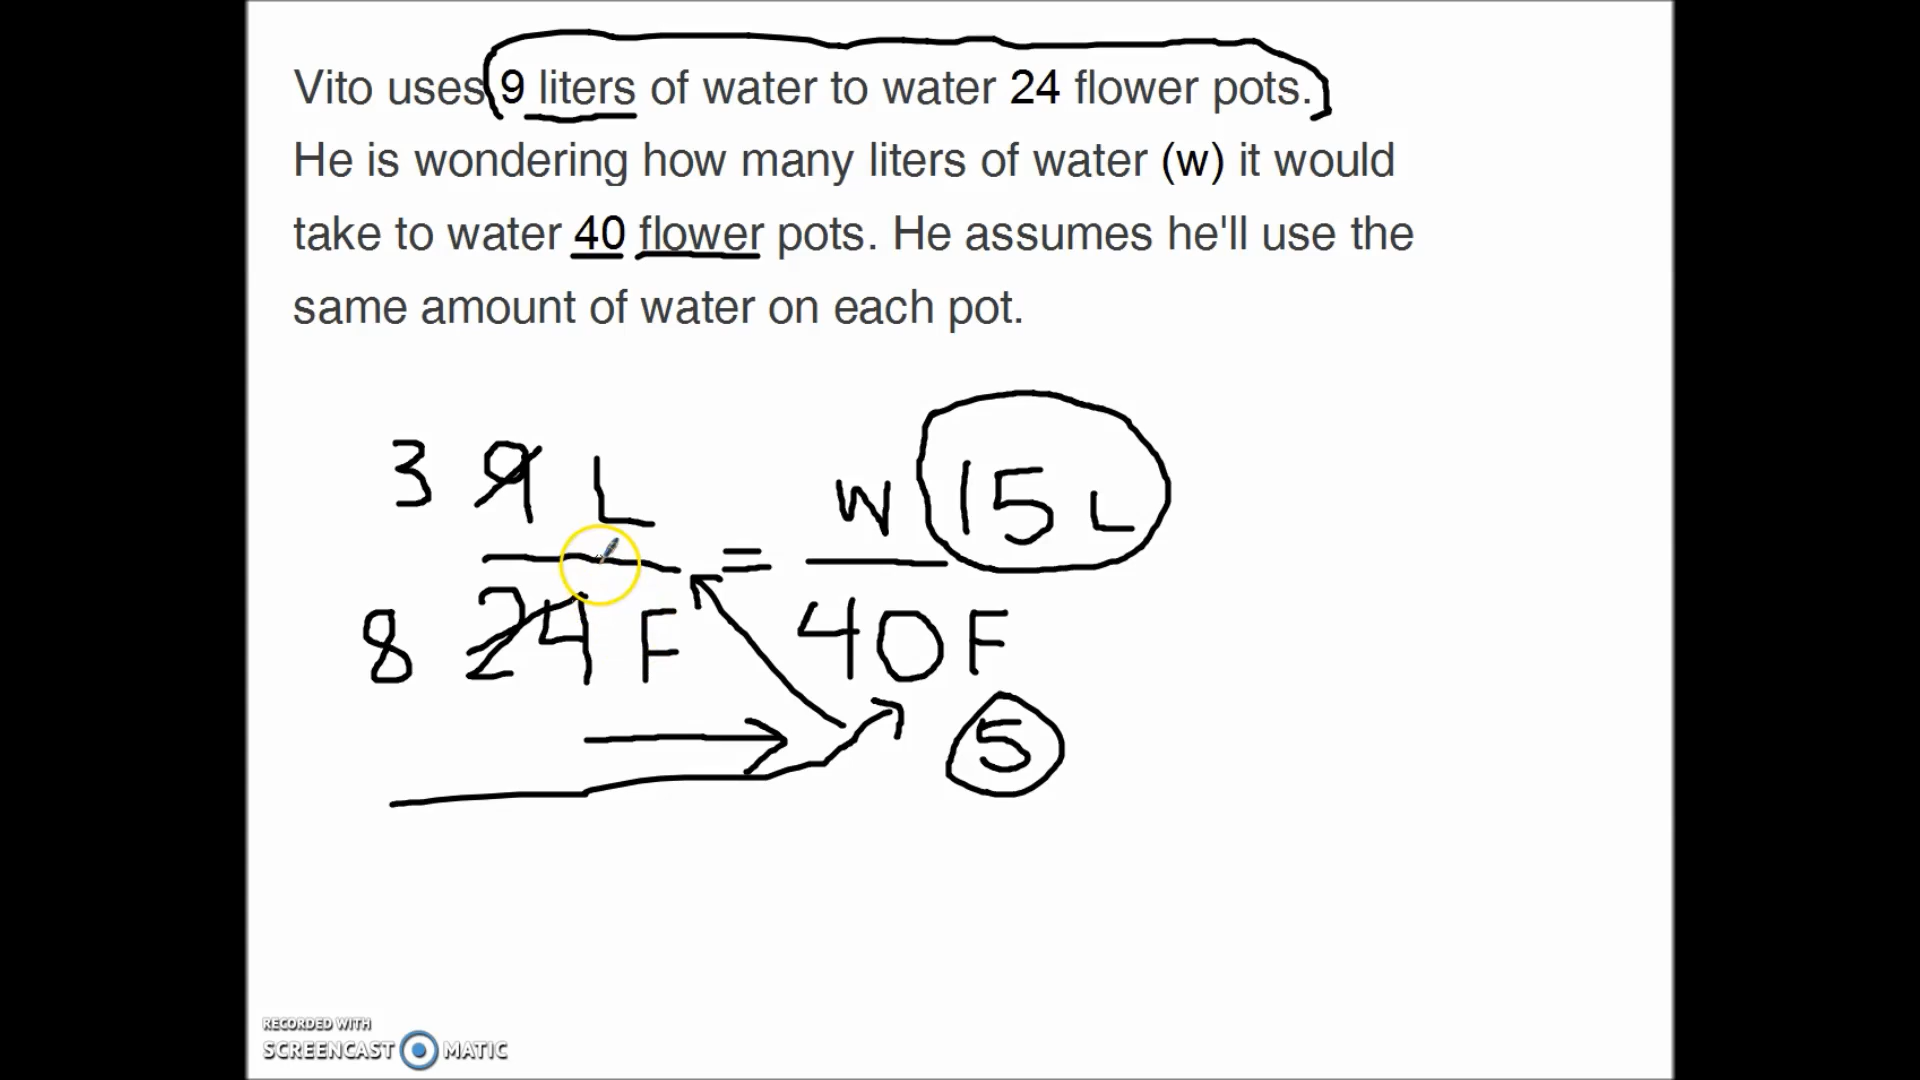 Vito uses 9 liters of water to water 24 flower pots.
He is wondering how many liters of water (w) it would
take to water 40 flower pots. He assumes he'll use the
same amount of water on each pot.
3 9 L = W 15 L
8 24 F 40 F
5
RECORDED WITH
SCREENCAST MATIC